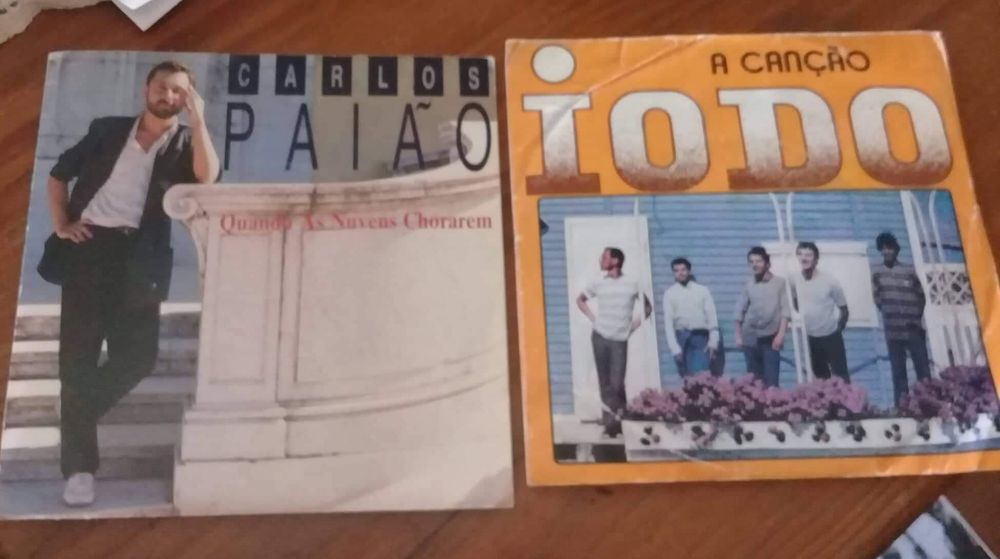 CARLOS
PAIÃO
Quando As Nuvens Chorarem
A CANÇÃO
IODO